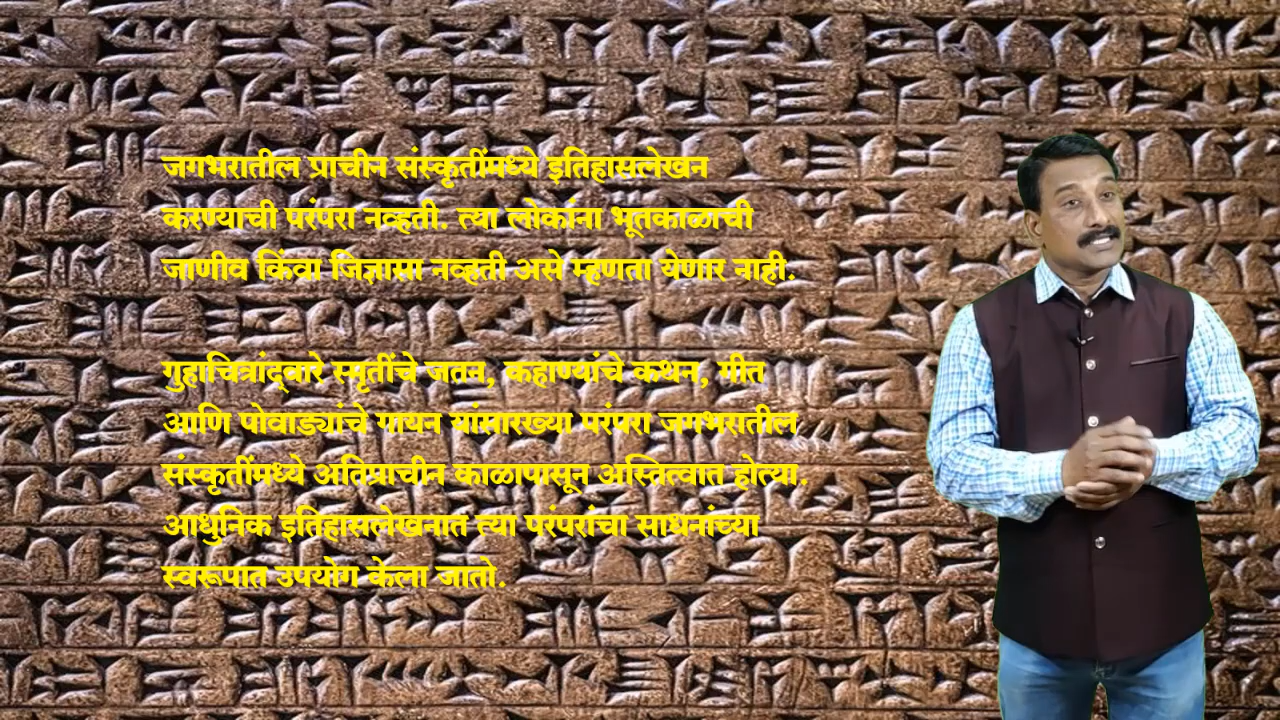 जगभरातील प्राचीन संस्कृतींमध्ये इतिहासलेखन
करण्याची परंपरा नव्हती. त्या लोकांना भूतकाळाची
जाणीव किंवा जिज्ञासा नव्हती असे म्हणता येणार नाही.
गुहाचित्रांद्वारे स्मृतींचे जतन, कहाण्यांचे कथन, गीत
आणि पोवाड्यांचे गायन यांसारख्या परंपरा जगभरातील
संस्कृतींमध्ये अतिप्राचीन काळापासून अस्तित्वात होत्या.
आधुनिक इतिहासलेखनात त्या परंपरांचा साधनांच्या
स्वरूपात उपयोग केला जातो.